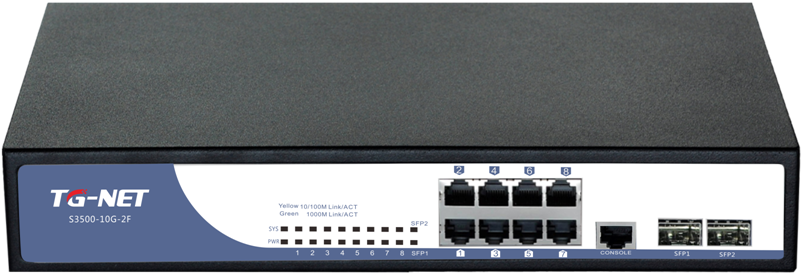 TG-NET
S3500-10G-2F
Yellow 10/100M Link/ACT
Green 1000M Link/ACT
SFP2
SYS
PWR
1 2 3 4 5 6 7 8 SFP1
2 4 6 8
1 3 5 7
CONSOLE
SFP1 SFP2